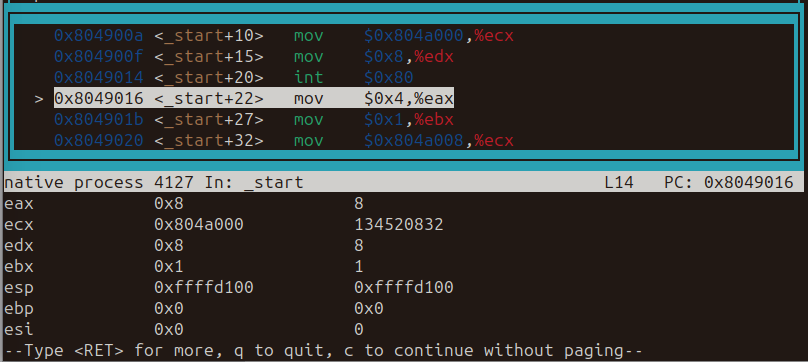 0x804900a <_start+10> mov $0x804a000,%ecx
0x804900f <_start+15> mov $0x8,%edx
0x8049014 <_start+20> int $0x80
> 0x8049016 <_start+22> mov $0x4,%eax
0x804901b <_start+27> mov $0x1,%ebx
0x8049020 <_start+32> mov $0x804a008,%ecx
native process 4127 In: _start L14 PC: 0x8049016
eax 0x8 8
ecx 0x804a000 134520832
edx 0x8 8
ebx 0x1 1
esp 0xffffd100 0xffffd100
ebp 0x0 0x0
esi 0x0 0
--Type <RET> for more, q to quit, c to continue without paging--